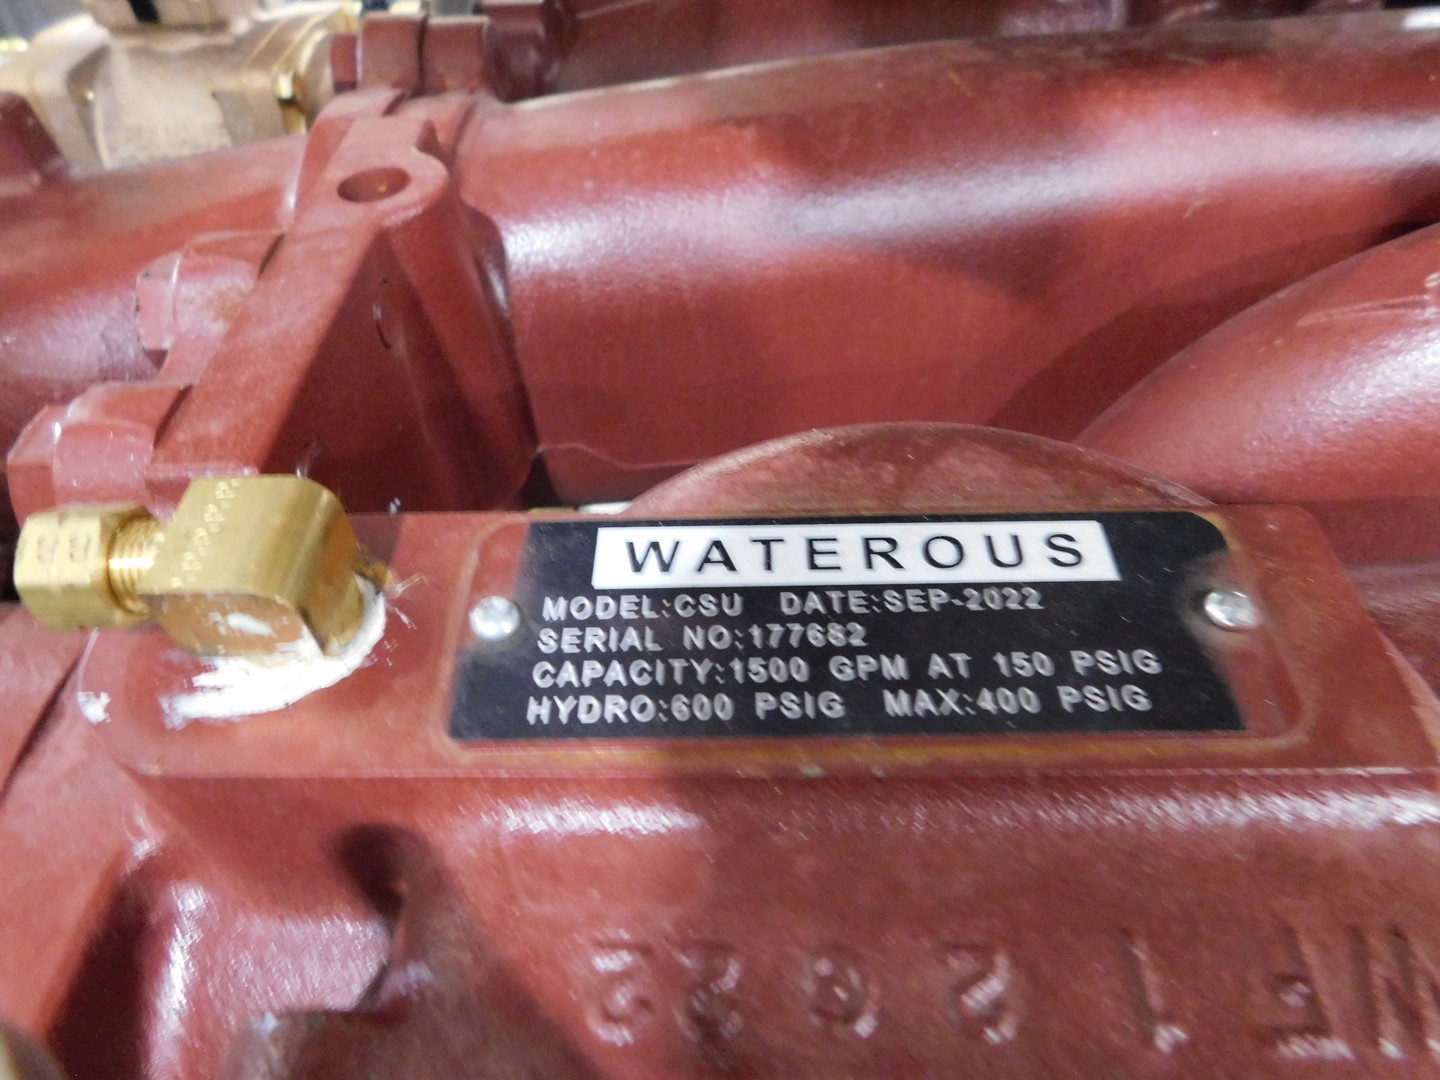 WATEROUS
MODEL:CSU DATE:SEP-2022
SERIAL NO:177682
CAPACITY:1500 GPM AT 150 PSIG
HYDRO:600 PSIG MAX:400 PSIG